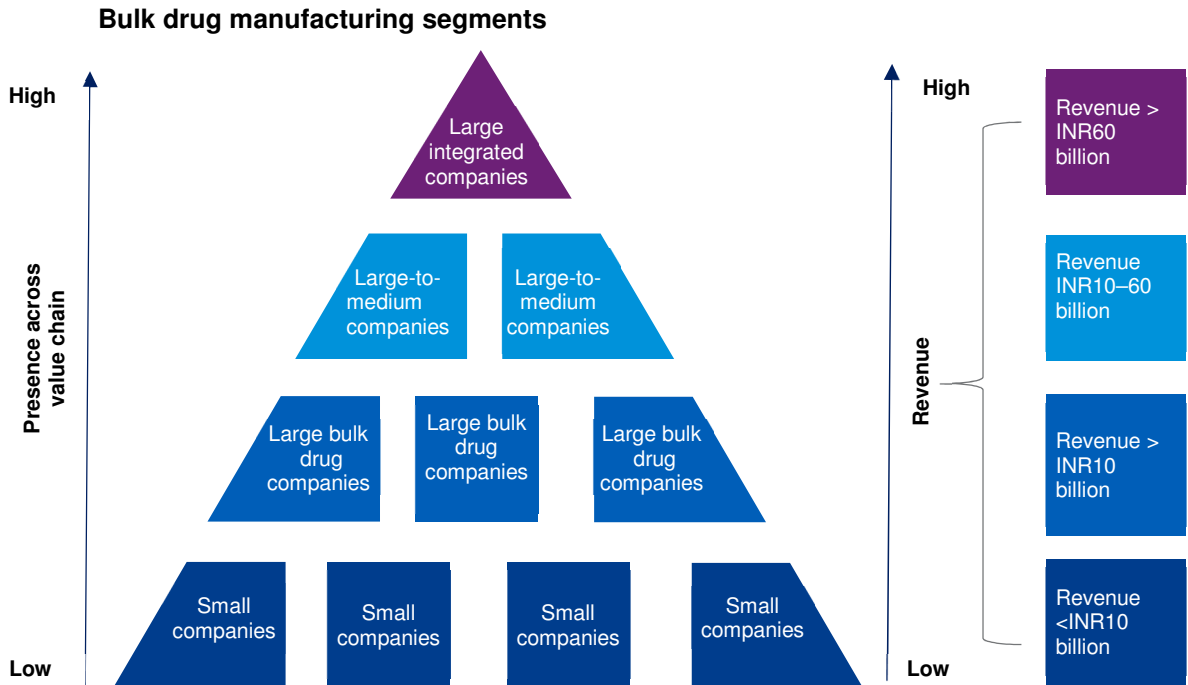 Bulk drug manufacturing segments
High
Presence across
value chain
Low
Large
integrated
companies
Large-to-
medium
companies
Large-to-
medium
companies
Large bulk
drug
companies
Large bulk
drug
companies
Large bulk
drug
companies
Small
companies
Small
companies
Small
companies
Small
companies
High
Revenue
Low
Revenue >
INR60
billion
Revenue
INR10–60
billion
Revenue >
INR10
billion
Revenue
<INR10
billion